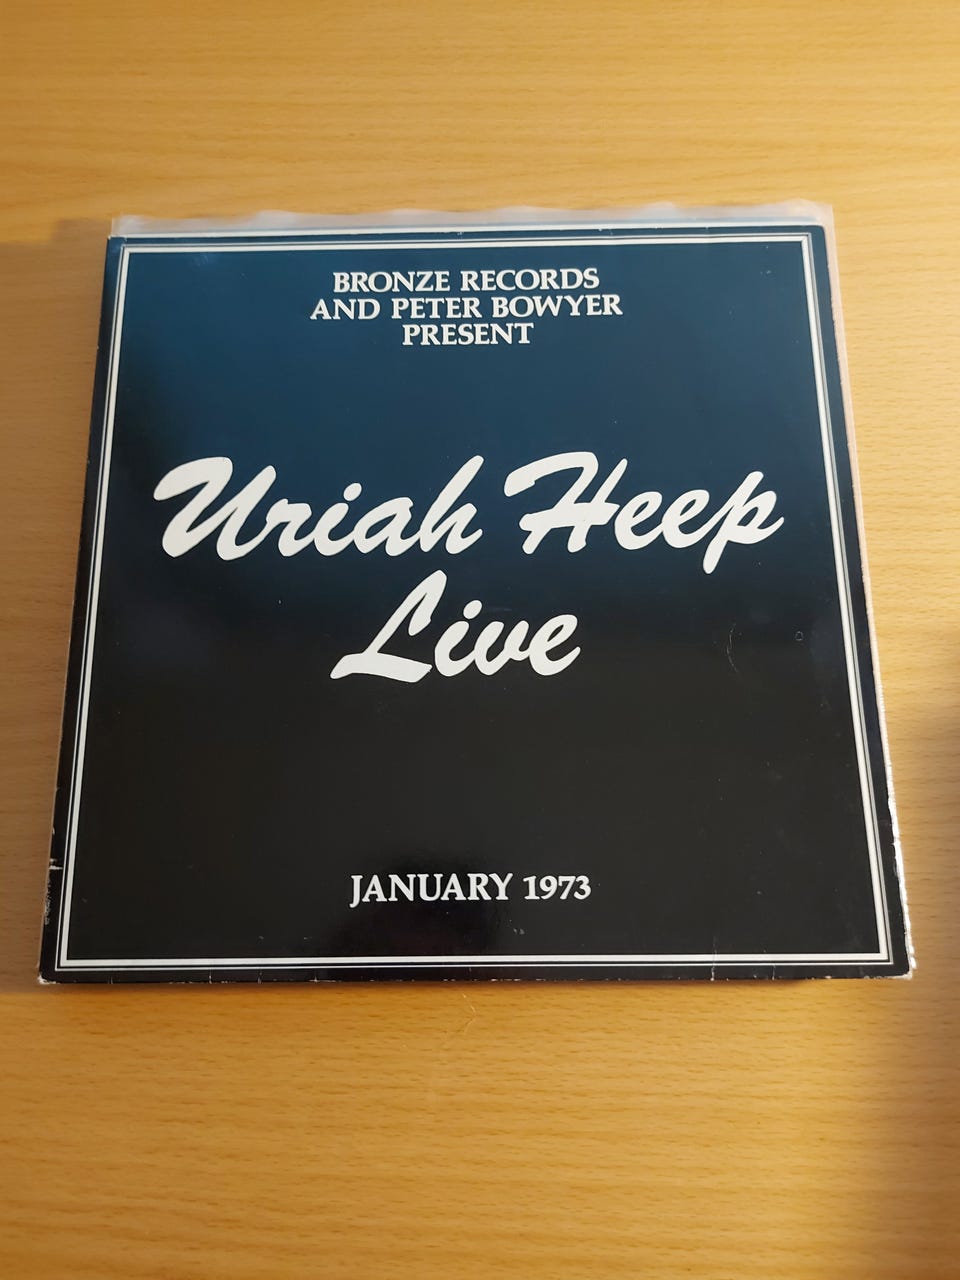 BRONZE RECORDS
AND PETER BOWYER
PRESENT
Uriah Heep
Live
JANUARY 1973